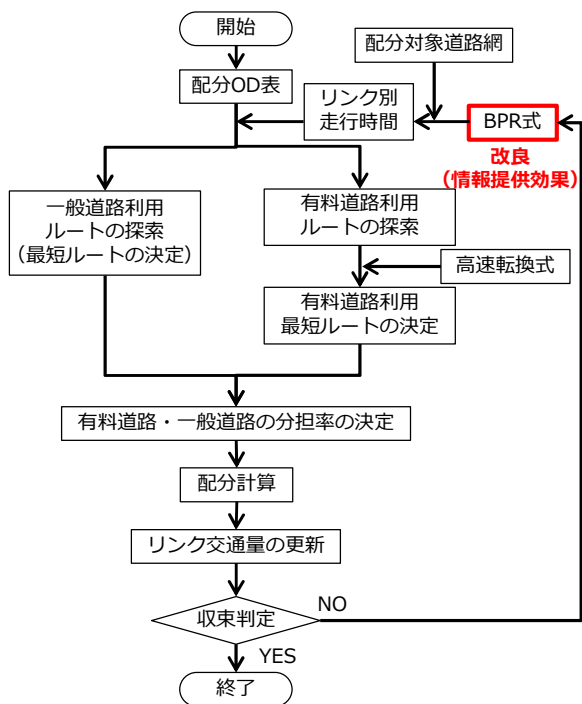 開始
配分対象道路網
配分OD表
リンク別
走行時間
BPR式
改良
（情報提供効果）
一般道路利用
ルートの探索
（最短ルートの決定）
有料道路利用
ルートの探索
高速転換式
有料道路利用
最短ルートの決定
有料道路・一般道路の分担率の決定
配分計算
リンク交通量の更新
収束判定
NO
YES
終了